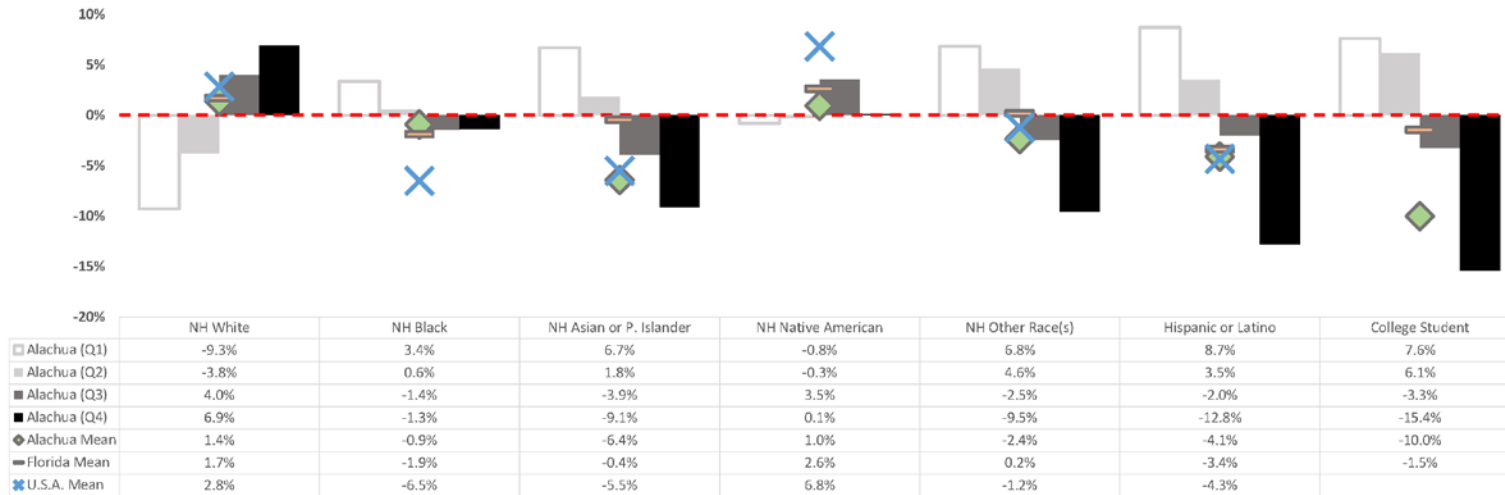 10%
5%
0%
-5%
-10%
-15%
-20%
NH White NH Black NH Asian or P. Islander NH Native American NH Other Race(s) Hispanic or Latino College Student
Alachua (Q1) -9.3% 3.4% 6.7% -0.8% 6.8% 8.7% 7.6%
Alachua (Q2) -3.8% 0.6% 1.8% -0.3% 4.6% 3.5% 6.1%
Alachua (Q3) 4.0% -1.4% -3.9% 3.5% -2.5% -2.0% -3.3%
Alachua (Q4) 6.9% -1.3% -9.1% 0.1% -9.5% -12.8% -15.4%
Alachua Mean 1.4% -0.9% -6.4% 1.0% -2.4% -4.1% -10.0%
Florida Mean 1.7% -1.9% -0.4% 2.6% 0.2% -3.4% -1.5%
U.S.A. Mean 2.8% -6.5% -5.5% 6.8% -1.2% -4.3%